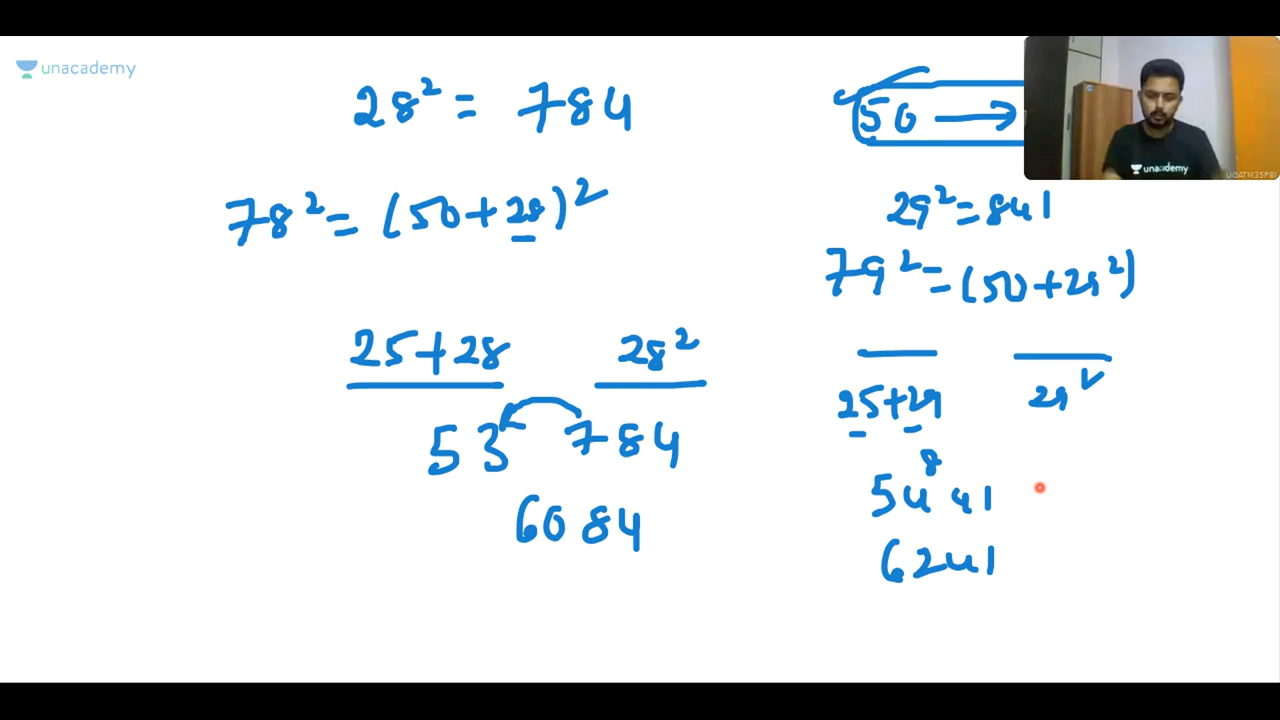 unacademy
28² = 784
78² = (50+28)²
25+28 28²
53 784
6084
50 →
unacademy
UGATM35P8I
29² = 841
79² = (50+29²)
25+29 29²
8
54 41
6241